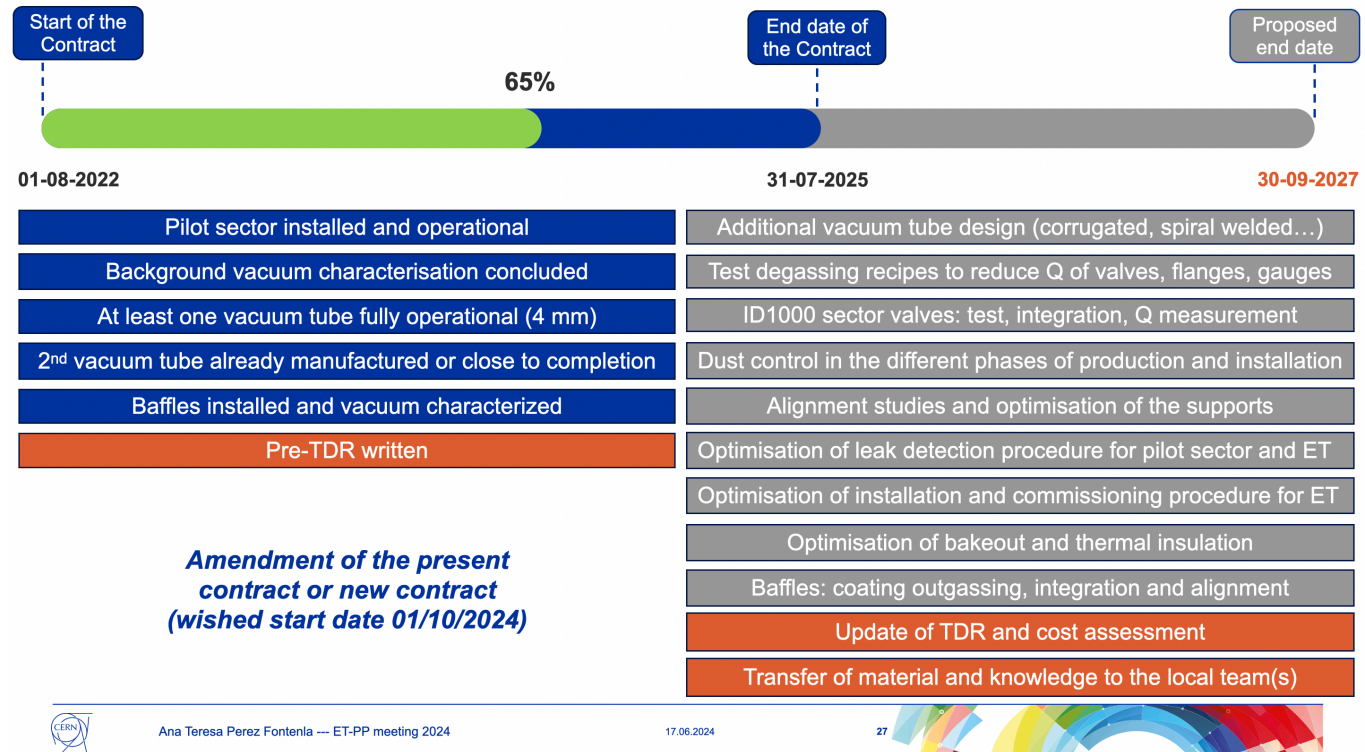 Start of the
Contract
End date of
the Contract
Proposed
end date
65%
01-08-2022
31-07-2025
30-09-2027
Pilot sector installed and operational
Background vacuum characterisation concluded
At least one vacuum tube fully operational (4 mm)
2nd vacuum tube already manufactured or close to completion
Baffles installed and vacuum characterized
Pre-TDR written
Amendment of the present
contract or new contract
(wished start date 01/10/2024)
Additional vacuum tube design (corrugated, spiral welded…)
Test degassing recipes to reduce Q of valves, flanges, gauges
ID1000 sector valves: test, integration, Q measurement
Dust control in the different phases of production and installation
Alignment studies and optimisation of the supports
Optimisation of leak detection procedure for pilot sector and ET
Optimisation of installation and commissioning procedure for ET
Optimisation of bakeout and thermal insulation
Baffles: coating outgassing, integration and alignment
Update of TDR and cost assessment
Transfer of material and knowledge to the local team(s)
CERN
Ana Teresa Perez Fontenla --- ET-PP meeting 2024
17.06.2024
27